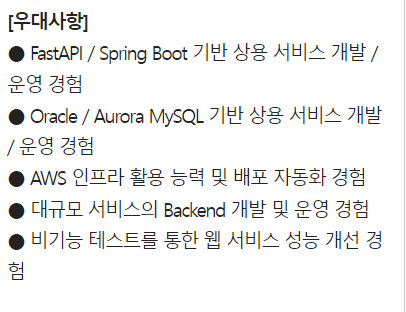 [우대사항]
● FastAPI / Spring Boot 기반 상용 서비스 개발 /
운영 경험
● Oracle / Aurora MySQL 기반 상용 서비스 개발
/ 운영 경험
● AWS 인프라 활용 능력 및 배포 자동화 경험
● 대규모 서비스의 Backend 개발 및 운영 경험
● 비기능 테스트를 통한 웹 서비스 성능 개선 경
험